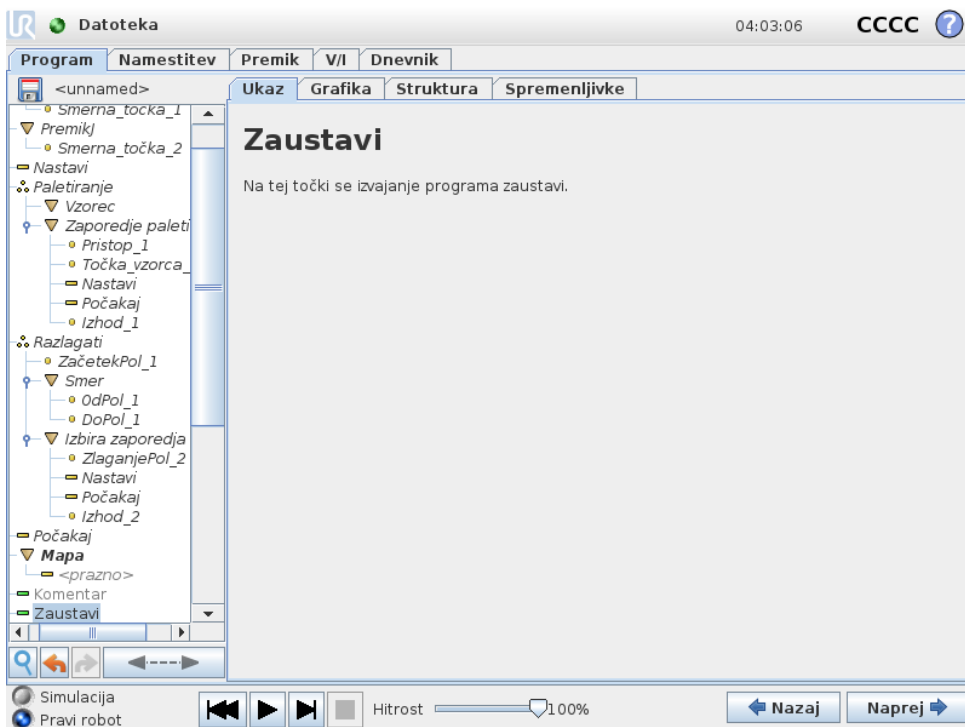 Datoteka
04:03:06
CCCC
?
Program
Namestitev
Premik
V/I
Dnevnik
<unnamed>
Ukaz
Grafika
Struktura
Spremenljivke
Smerna_točka_1
PremikJ
Smerna_točka_2
Nastavi
Paletiranje
Vzorec
Zaporedje paleti
Pristop_1
Točka_vzorca_
Nastavi
Počakaj
Izhod_1
Razlagati
ZačetekPol_1
Smer
OdPol_1
DoPol_1
Izbira zaporedja
ZlaganjePol_2
Nastavi
Počakaj
Izhod_2
Počakaj
Mapa
<prazno>
Komentar
Zaustavi
Zaustavi
Na tej točki se izvajanje programa zaustavi.
Simulacija
Pravi robot
Hitrost
100%
Nazaj
Naprej